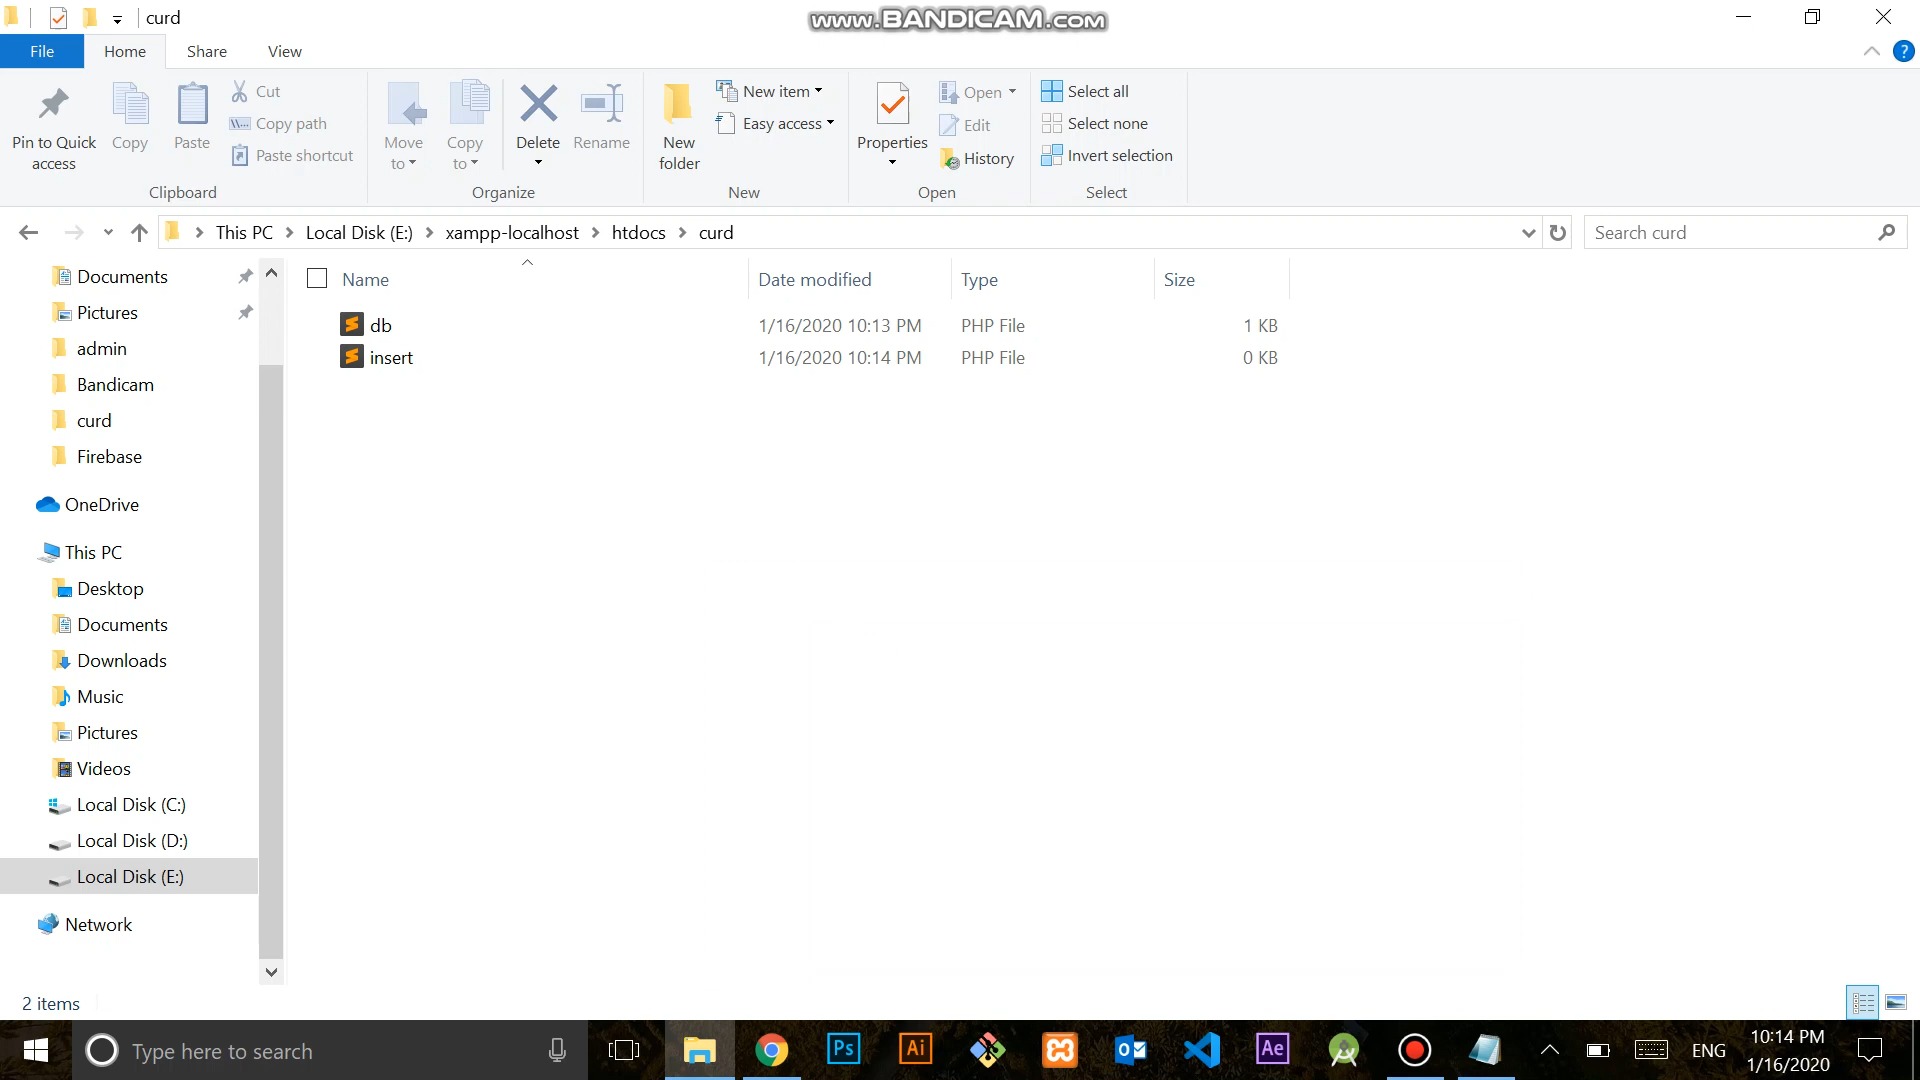 curd
www.BANDICAM.com
File Home Share View
Pin to Quick access
Copy
Paste
Cut
Copy path
Paste shortcut
Clipboard
Move to
Copy to
Delete
Rename
Organize
New folder
New item
Easy access
New
Properties
Open
Edit
History
Open
Select all
Select none
Invert selection
Select
This PC Local Disk (E:) xampp-localhost htdocs curd
Search curd
Documents
Pictures
admin
Bandicam
curd
Firebase
OneDrive
This PC
Desktop
Documents
Downloads
Music
Pictures
Videos
Local Disk (C:)
Local Disk (D:)
Local Disk (E:)
Network
Name Date modified Type Size
db 1/16/2020 10:13 PM PHP File 1 KB
insert 1/16/2020 10:14 PM PHP File 0 KB
2 items
Type here to search
Ps
Ai
Ae
ENG
10:14 PM
1/16/2020